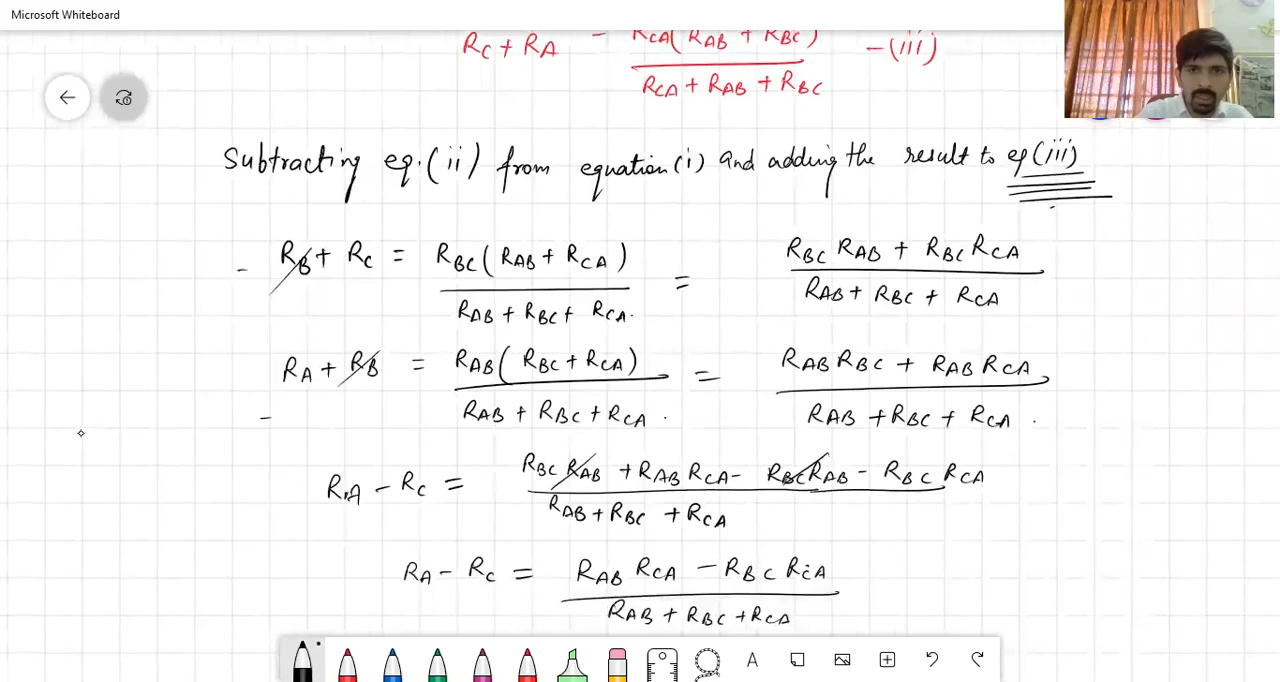 Microsoft Whiteboard
RC + RA = RCA(RAB + RBC) / RCA + RAB + RBC -(iii)
Subtracting eq.(ii) from equation(i) and adding the result to eq(iii)
- RB + RC = RBC(RAB + RCA) / RAB + RBC + RCA. = RBC RAB + RBC RCA / RAB + RBC + RCA
RA + RB = RAB(RBC + RCA) / RAB + RBC + RCA. = RAB RBC + RAB RCA / RAB + RBC + RCA.
-
RA - RC = RBC RAB + RAB RCA - RBC RAB - RBC RCA / RAB + RBC + RCA
RA - RC = RAB RCA - RBC RCA / RAB + RBC + RCA
A